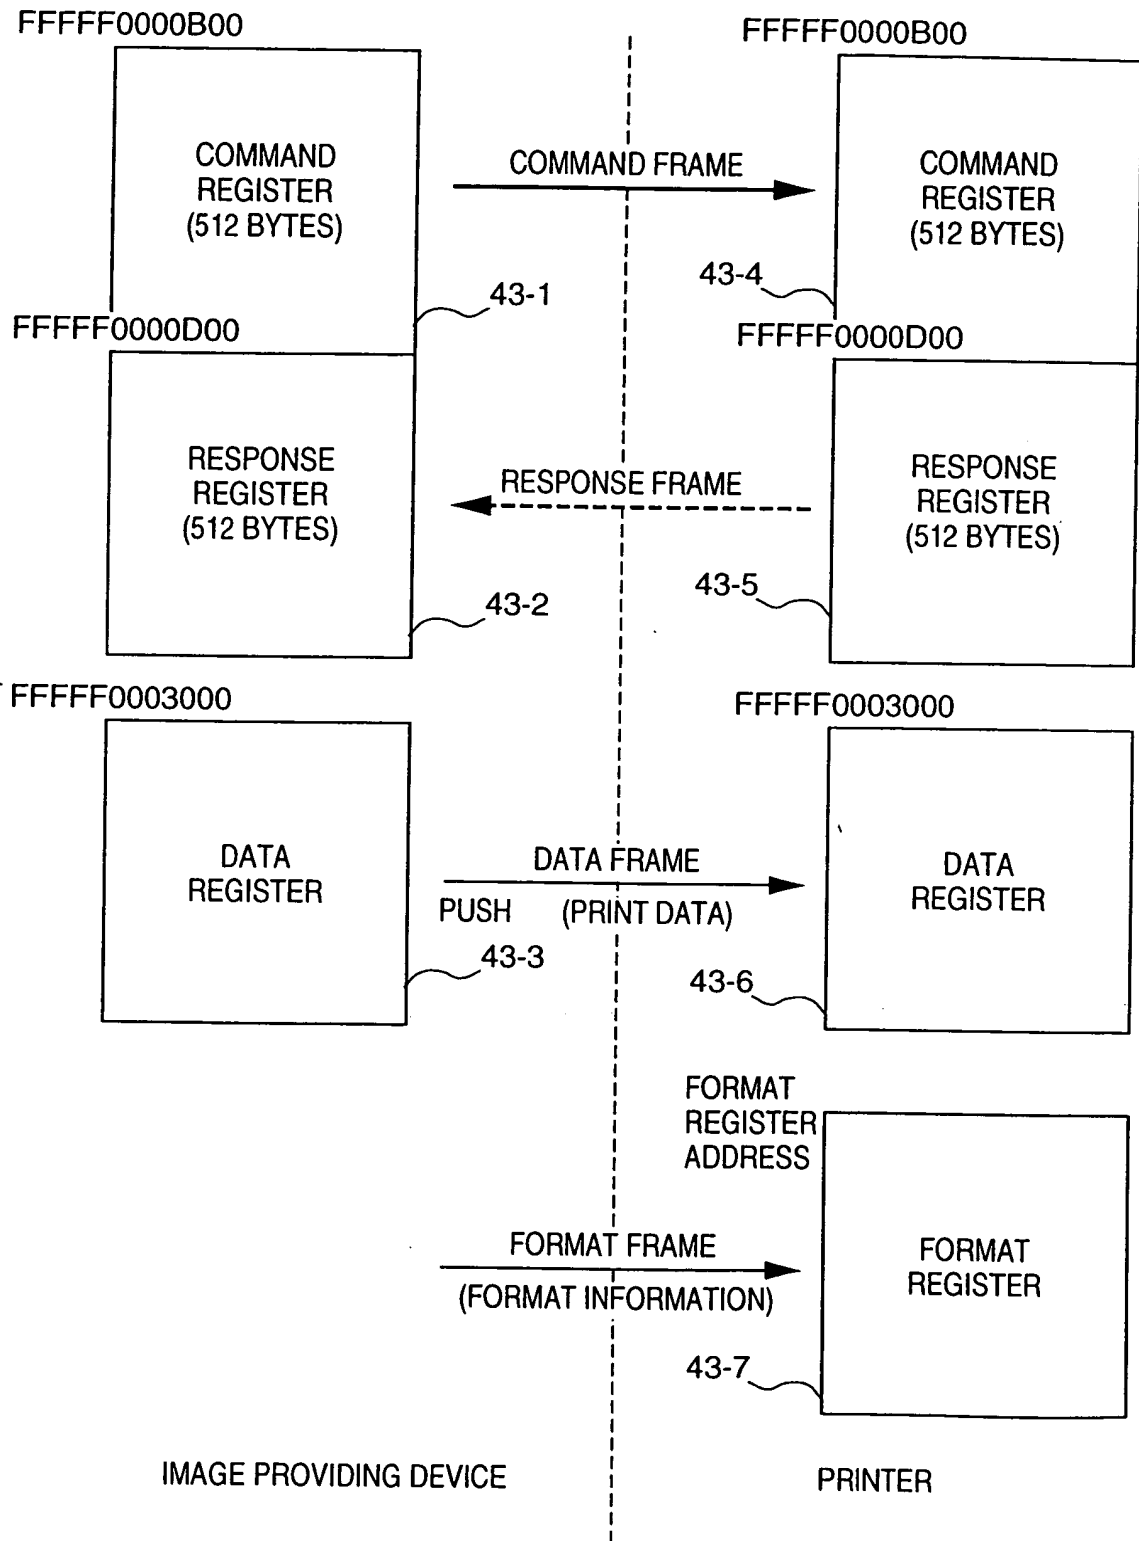 FFFFF0000B00
FFFFF0000B00
COMMAND
REGISTER
(512 BYTES)
COMMAND FRAME
COMMAND
REGISTER
(512 BYTES)
43-1
43-4
FFFFF0000D00
FFFFF0000D00
RESPONSE
REGISTER
(512 BYTES)
RESPONSE FRAME
RESPONSE
REGISTER
(512 BYTES)
43-2
43-5
FFFFF0003000
FFFFF0003000
DATA
REGISTER
DATA FRAME
PUSH (PRINT DATA)
DATA
REGISTER
43-3
43-6
FORMAT
REGISTER
ADDRESS
FORMAT FRAME
(FORMAT INFORMATION)
FORMAT
REGISTER
43-7
IMAGE PROVIDING DEVICE
PRINTER